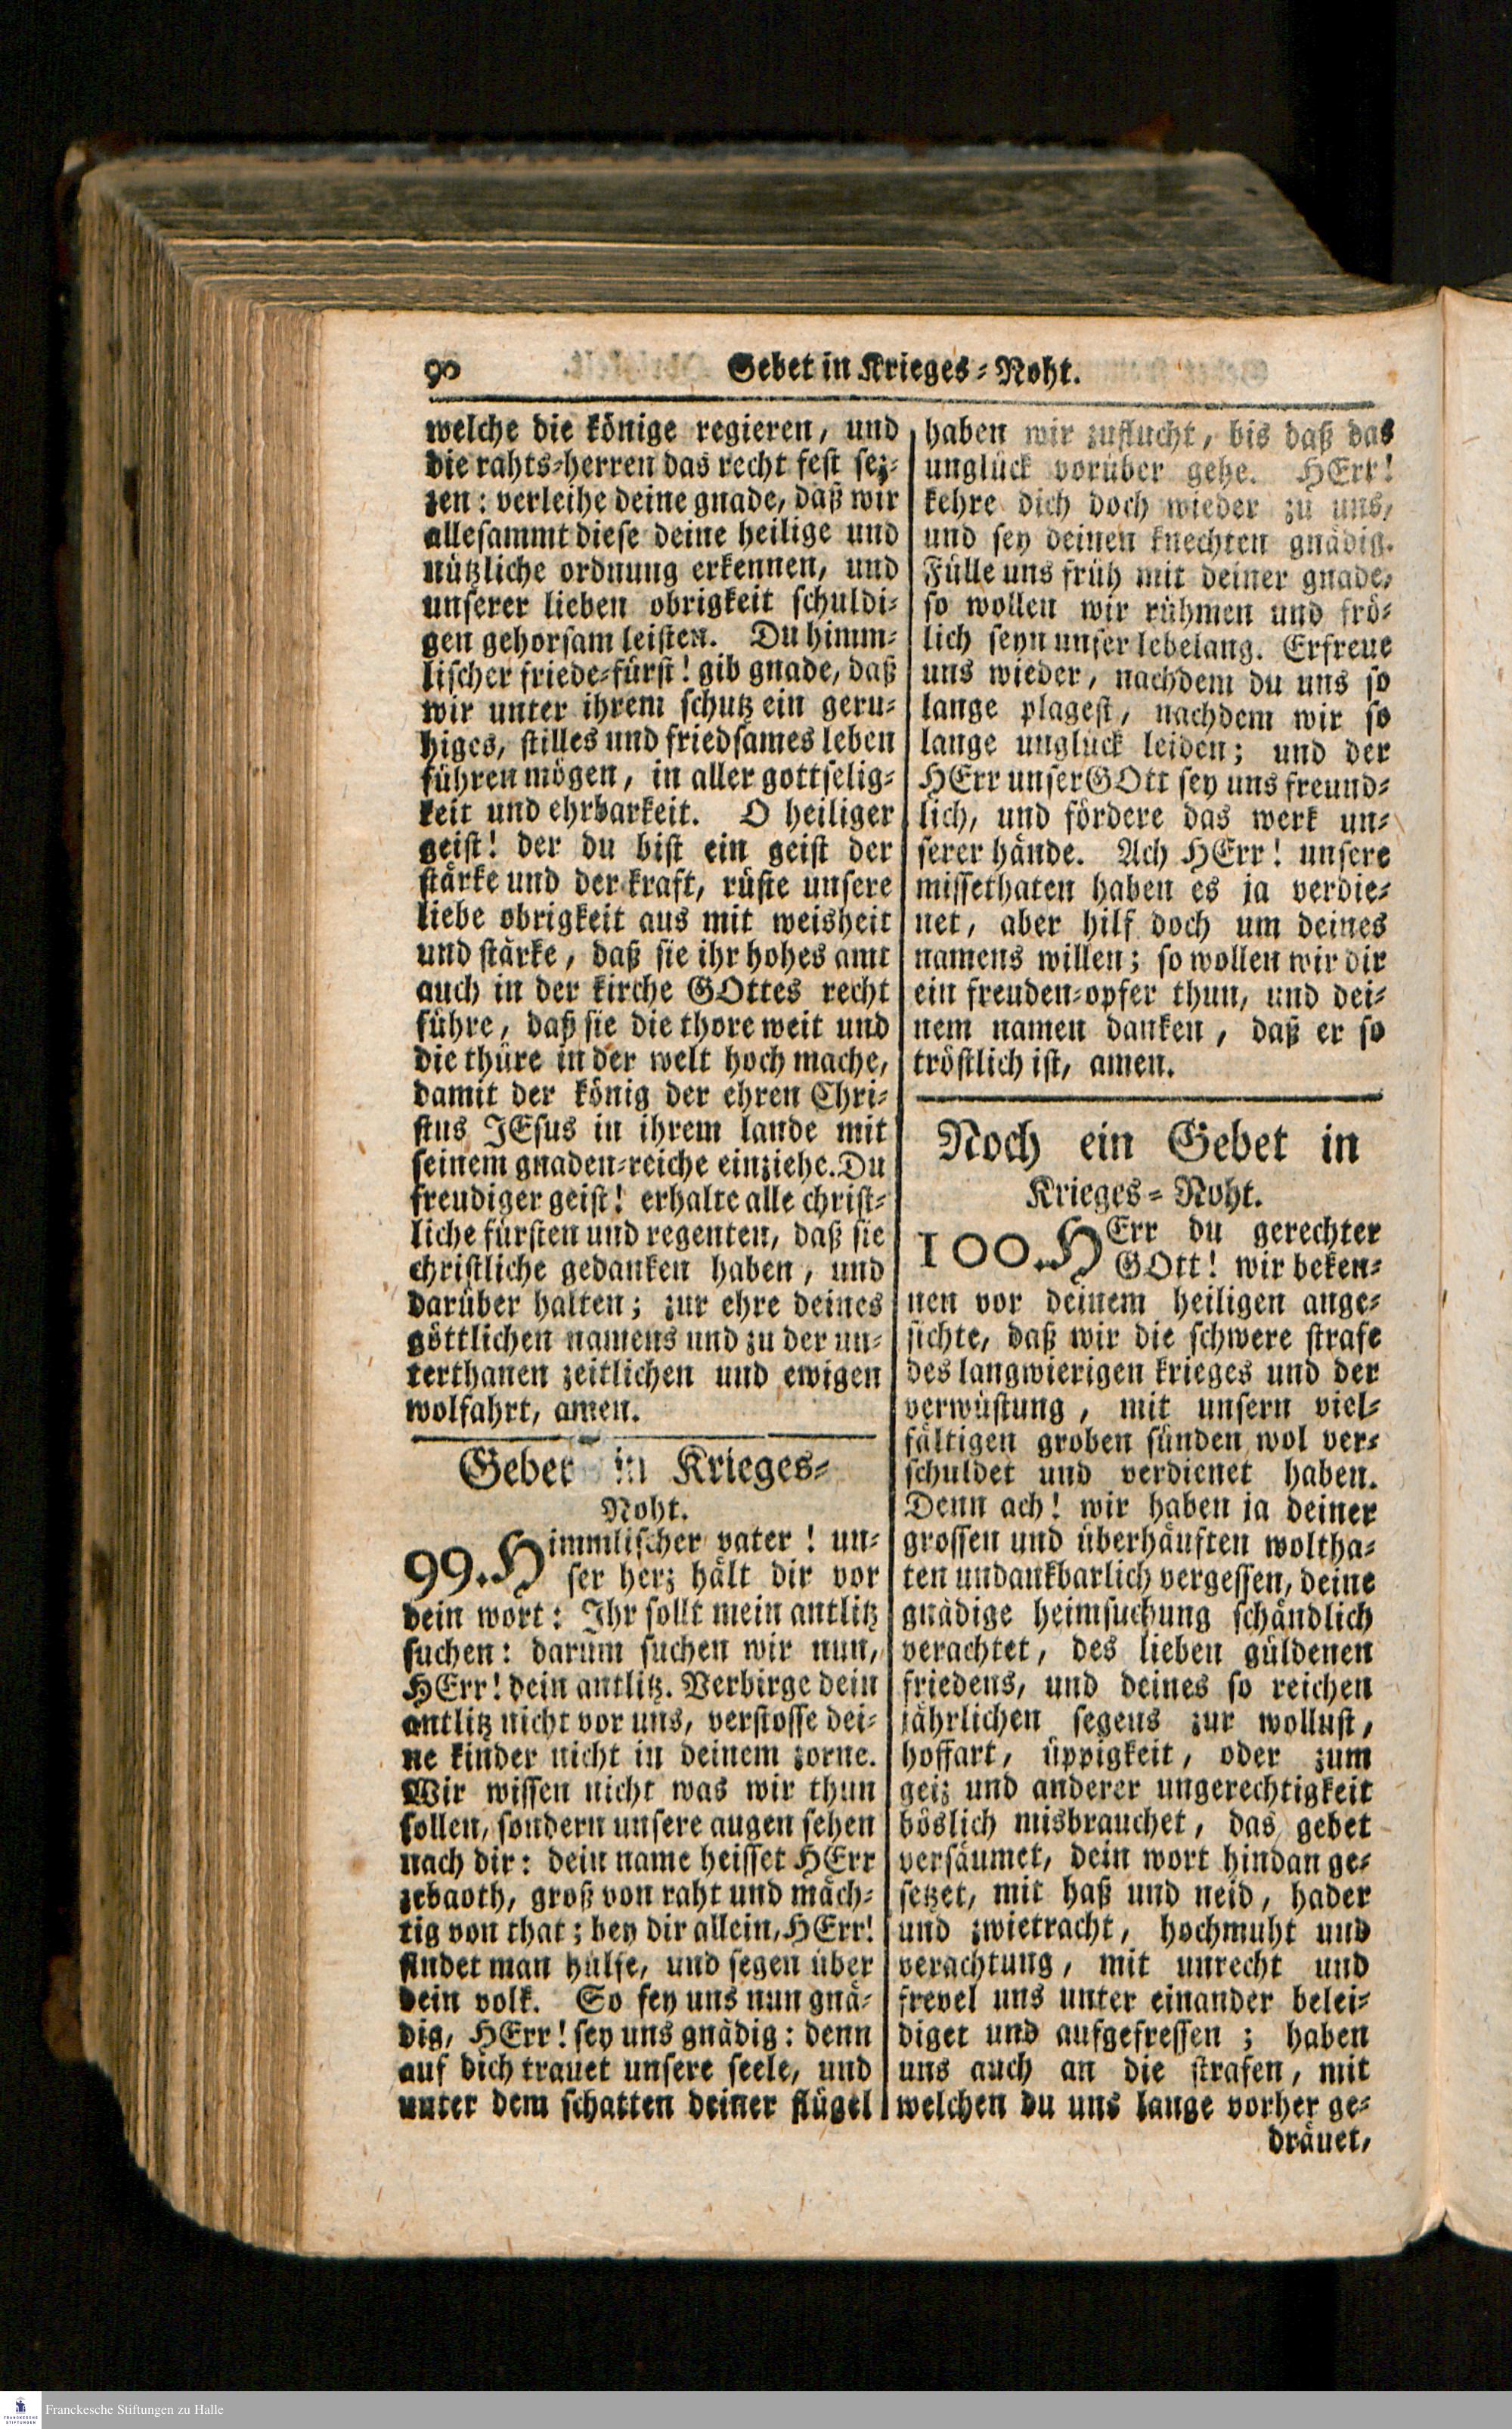 90
Gebet in Krieges-Noht.
welche die könige regieren, und
die rahts-herren das recht fest sez-
zen: verleihe deine gnade, daß wir
allesammt diese deine heilige und
nützliche ordnung erkennen, und
unserer lieben obrigkeit schuldi-
gen gehorsam leisten. Du himm-
lischer friede-fürst! gib gnade, daß
wir unter ihrem schutz ein geru-
higes, stilles und friedsames leben
führen mögen, in aller gottselig-
keit und ehrbarkeit. O heiliger
geist! der du bist ein geist der
stärke und der kraft, rüste unsere
liebe obrigkeit aus mit weisheit
und stärke, daß sie ihr hohes amt
auch in der kirche GOttes recht
führe, daß sie die thore weit und
die thüre in der welt hoch mache,
damit der könig der ehren Chri-
stus JEsus in ihrem lande mit
seinem gnaden-reiche einziehe. Du
freudiger geist! erhalte alle christ-
liche fürsten und regenten, daß sie
christliche gedanken haben, und
darüber halten; zur ehre deines
göttlichen namens und zu der un-
terthanen zeitlichen und ewigen
wolfahrt, amen.
Gebet in Krieges-
Noht.
99. Himmlischer vater! un-
ser herz hält dir vor
dein wort: Ihr sollt mein antlitz
suchen: darum suchen wir nun,
HErr! dein antlitz. Verbirge dein
antlitz nicht vor uns, verstosse dei-
ne kinder nicht in deinem zorne.
Wir wissen nicht was wir thun
sollen, sondern unsere augen sehen
nach dir: dein name heisset HErr
zebaoth, groß von raht und mäch-
tig von that; bey dir allein, HErr!
findet man hülfe, und segen über
dein volk. So sey uns nun gnä-
dig, HErr! sey uns gnädig: denn
auf dich trauet unsere seele, und
unter dem schatten deiner flügel
haben wir zuflucht, bis daß das
unglück vorüber gehe. HErr!
kehre dich doch wieder zu uns,
und sey deinen knechten gnädig.
Fülle uns früh mit deiner gnade,
so wollen wir rühmen und frö-
lich seyn unser lebelang. Erfreue
uns wieder, nachdem du uns so
lange plagest, nachdem wir so
lange unglück leiden; und der
HErr unser GOtt sey uns freund-
lich, und fördere das werk un-
serer hände. Ach HErr! unsere
missethaten haben es ja verdie-
net, aber hilf doch um deines
namens willen; so wollen wir dir
ein freuden-opfer thun, und dei-
nem namen danken, daß er so
tröstlich ist, amen.
Noch ein Gebet in
Krieges-Noht.
100. HErr du gerechter
GOtt! wir beken-
nen vor deinem heiligen ange-
sichte, daß wir die schwere strafe
des langwierigen krieges und der
verwüstung, mit unsern viel-
fältigen groben sünden wol ver-
schuldet und verdienet haben.
Denn ach! wir haben ja deiner
grossen und überhäuften woltha-
ten undankbarlich vergessen, deine
gnädige heimsuchung schändlich
verachtet, des lieben güldenen
friedens, und deines so reichen
jährlichen segens zur wollust,
hoffart, üppigkeit, oder zum
geiz und anderer ungerechtigkeit
böslich misbrauchet, das gebet
versäumet, dein wort hindan ge-
setzet, mit haß und neid, hader
und zwietracht, hochmuht und
verachtung, mit unrecht und
frevel uns unter einander belei-
diget und aufgefressen; haben
uns auch an die strafen, mit
welchen du uns lange vorher ge-
dräuet,
Franckesche Stiftungen zu Halle